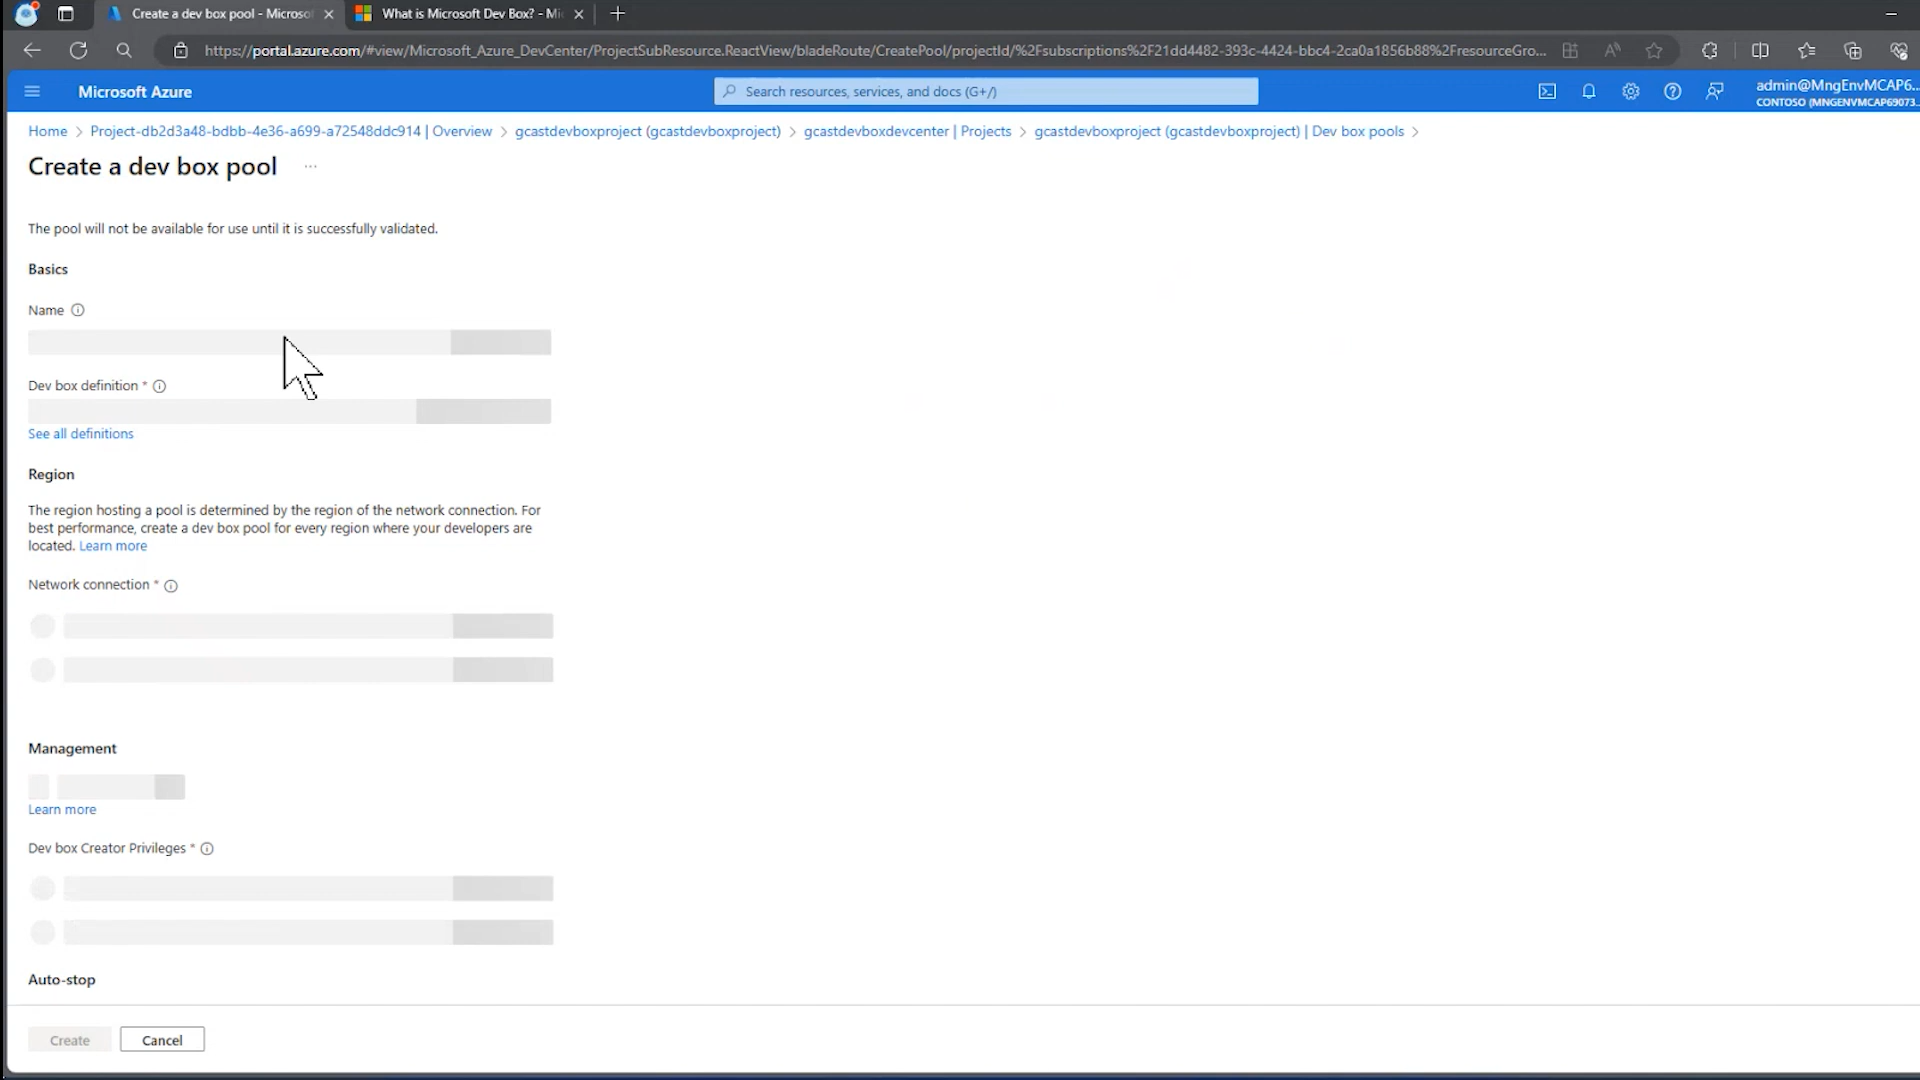 Create a dev box pool - Microsof
What is Microsoft Dev Box? - Mi
https://portal.azure.com/#view/Microsoft_Azure_DevCenter/ProjectSubResource.ReactView/bladeRoute/CreatePool/projectId/%2Fsubscriptions%2F21dd4482-393c-4424-bbc4-2ca0a1856b88%2FresourceGro...
Microsoft Azure
Search resources, services, and docs (G+/)
admin@MngEnvMCAP6...
CONTOSO (MNGENVMCAP69073...
Home > Project-db2d3a48-bdbb-4e36-a699-a72548ddc914 | Overview > gcastdevboxproject (gcastdevboxproject) > gcastdevboxdevcenter | Projects > gcastdevboxproject (gcastdevboxproject) | Dev box pools >
Create a dev box pool ...
The pool will not be available for use until it is successfully validated.
Basics
Name
Dev box definition *
See all definitions
Region
The region hosting a pool is determined by the region of the network connection. For
best performance, create a dev box pool for every region where your developers are
located. Learn more
Network connection *
Management
Learn more
Dev box Creator Privileges *
Auto-stop
Create
Cancel